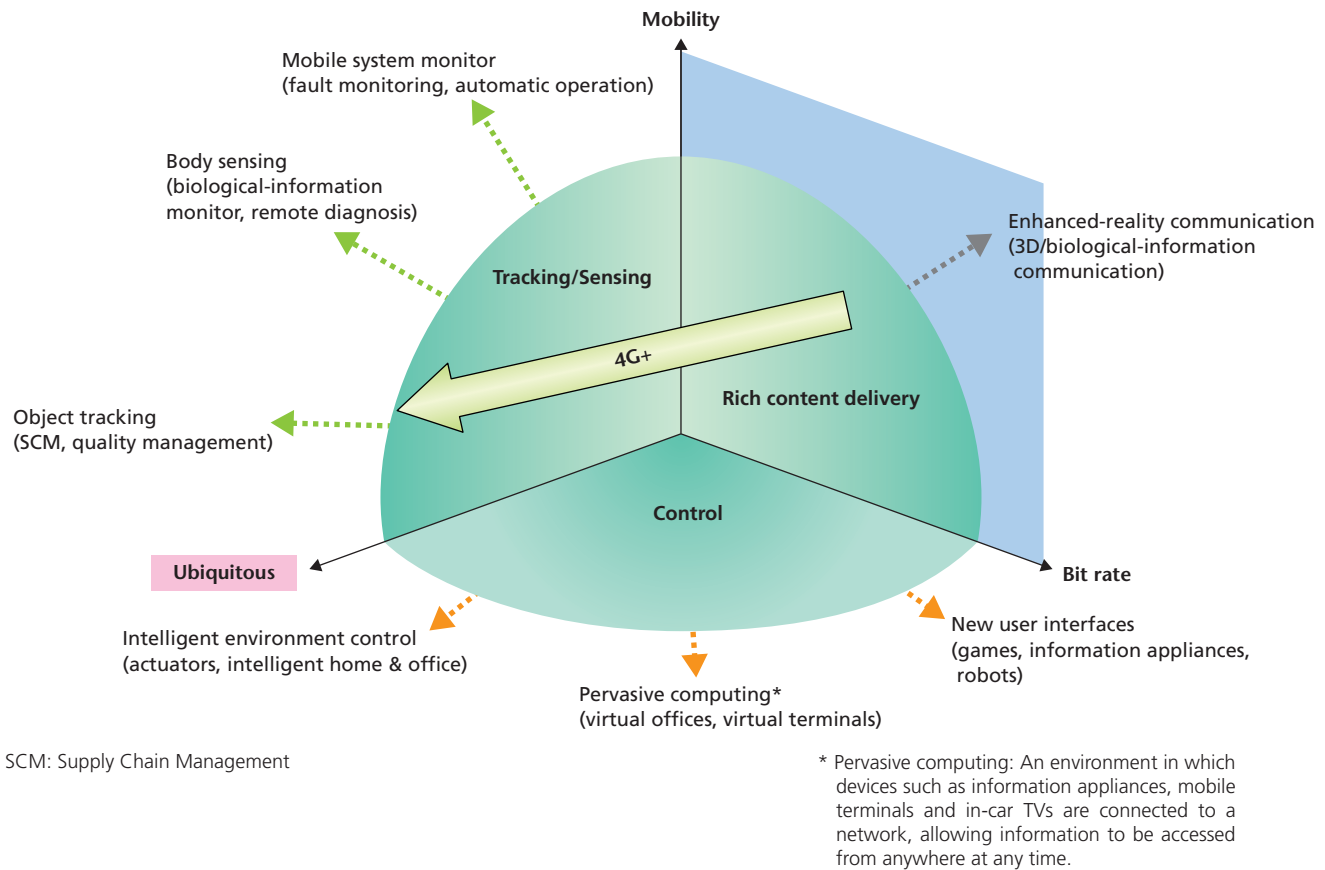 Mobility
Mobile system monitor
(fault monitoring, automatic operation)
Body sensing
(biological-information
monitor, remote diagnosis)
Enhanced-reality communication
(3D/biological-information
communication)
Tracking/Sensing
4G+
Rich content delivery
Object tracking
(SCM, quality management)
Control
Ubiquitous
Bit rate
Intelligent environment control
(actuators, intelligent home & office)
New user interfaces
(games, information appliances,
robots)
Pervasive computing*
(virtual offices, virtual terminals)
SCM: Supply Chain Management
* Pervasive computing: An environment in which
devices such as information appliances, mobile
terminals and in-car TVs are connected to a
network, allowing information to be accessed
from anywhere at any time.